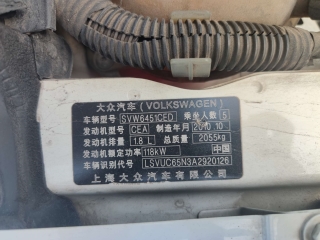 大众汽车(VOLKSWAGEN)
车辆型号 SVW6451CED 乘坐人数 5
发动机型号 CEA 制造年月 2010 10
发动机排量 1.8 L 总质量 2055kg
发动机额定功率 118kW 中国
车辆识别代号 LSVUC65N3A2920126
上海大众汽车有限公司